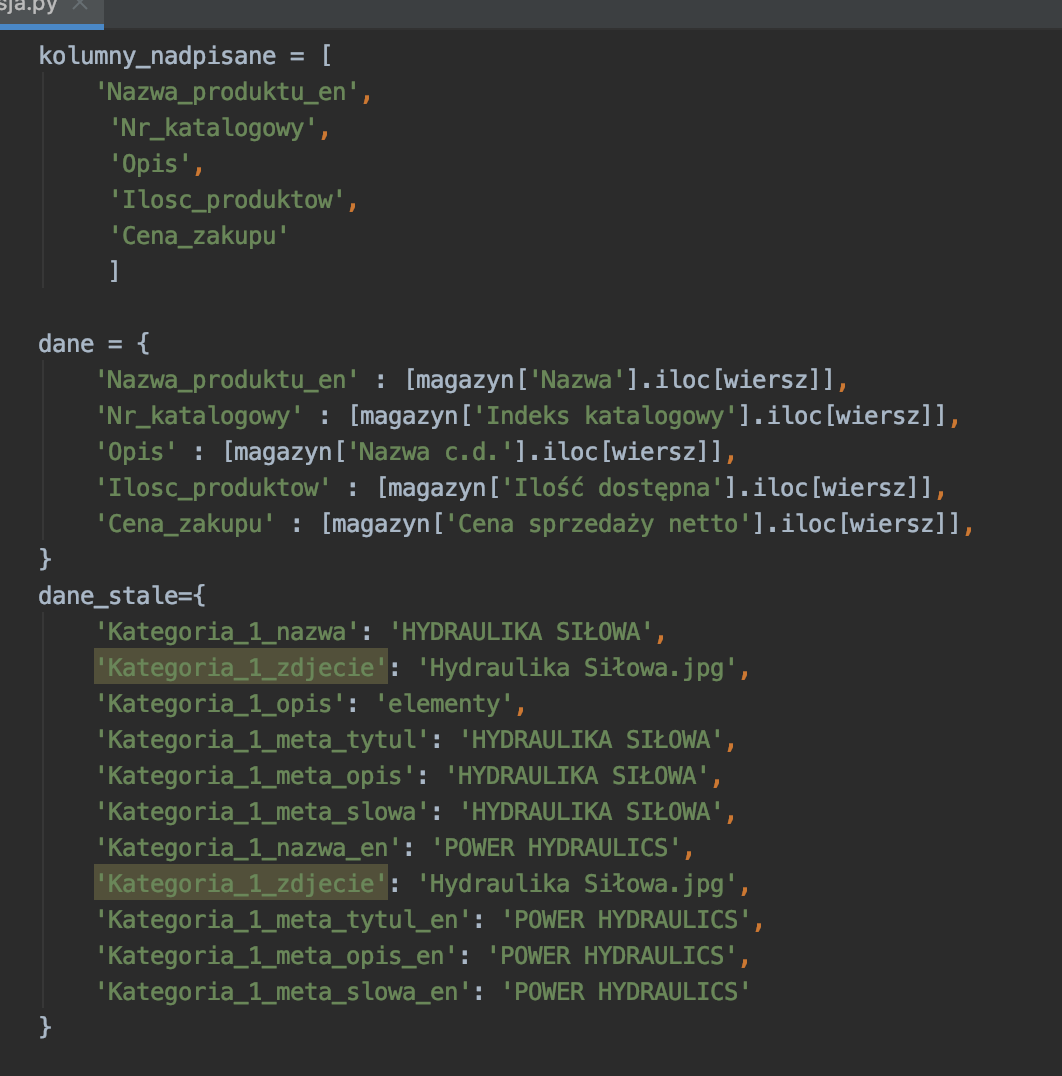 sja.py
kolumny_nadpisane = [
'Nazwa_produktu_en',
'Nr_katalogowy',
'Opis',
'Ilosc_produktow',
'Cena_zakupu'
]
dane = {
'Nazwa_produktu_en' : [magazyn['Nazwa'].iloc[wiersz]],
'Nr_katalogowy' : [magazyn['Indeks katalogowy'].iloc[wiersz]],
'Opis' : [magazyn['Nazwa c.d.'].iloc[wiersz]],
'Ilosc_produktow' : [magazyn['Ilość dostępna'].iloc[wiersz]],
'Cena_zakupu' : [magazyn['Cena sprzedaży netto'].iloc[wiersz]],
}
dane_stale={
'Kategoria_1_nazwa': 'HYDRAULIKA SIŁOWA',
'Kategoria_1_zdjecie': 'Hydraulika Siłowa.jpg',
'Kategoria_1_opis': 'elementy',
'Kategoria_1_meta_tytul': 'HYDRAULIKA SIŁOWA',
'Kategoria_1_meta_opis': 'HYDRAULIKA SIŁOWA',
'Kategoria_1_meta_slowa': 'HYDRAULIKA SIŁOWA',
'Kategoria_1_nazwa_en': 'POWER HYDRAULICS',
'Kategoria_1_zdjecie': 'Hydraulika Siłowa.jpg',
'Kategoria_1_meta_tytul_en': 'POWER HYDRAULICS',
'Kategoria_1_meta_opis_en': 'POWER HYDRAULICS',
'Kategoria_1_meta_slowa_en': 'POWER HYDRAULICS'
}